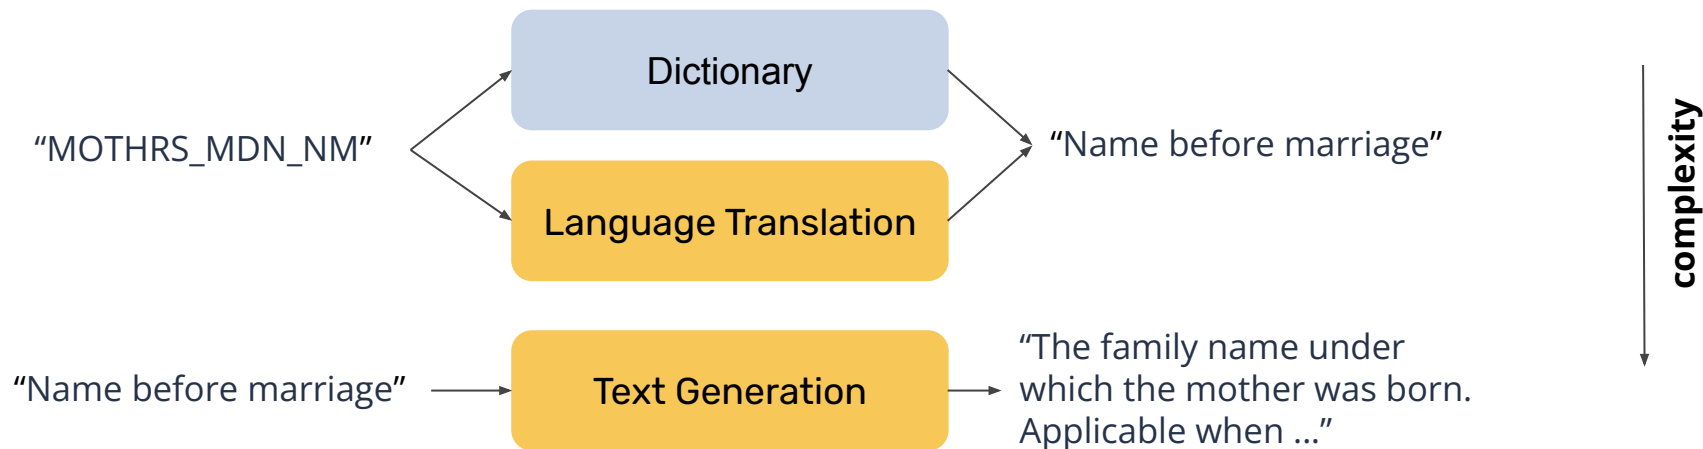 Dictionary
“MOTHRS_MDN_NM”
“Name before marriage”
Language Translation
complexity
“Name before marriage”
Text Generation
“The family name under
which the mother was born.
Applicable when ...”